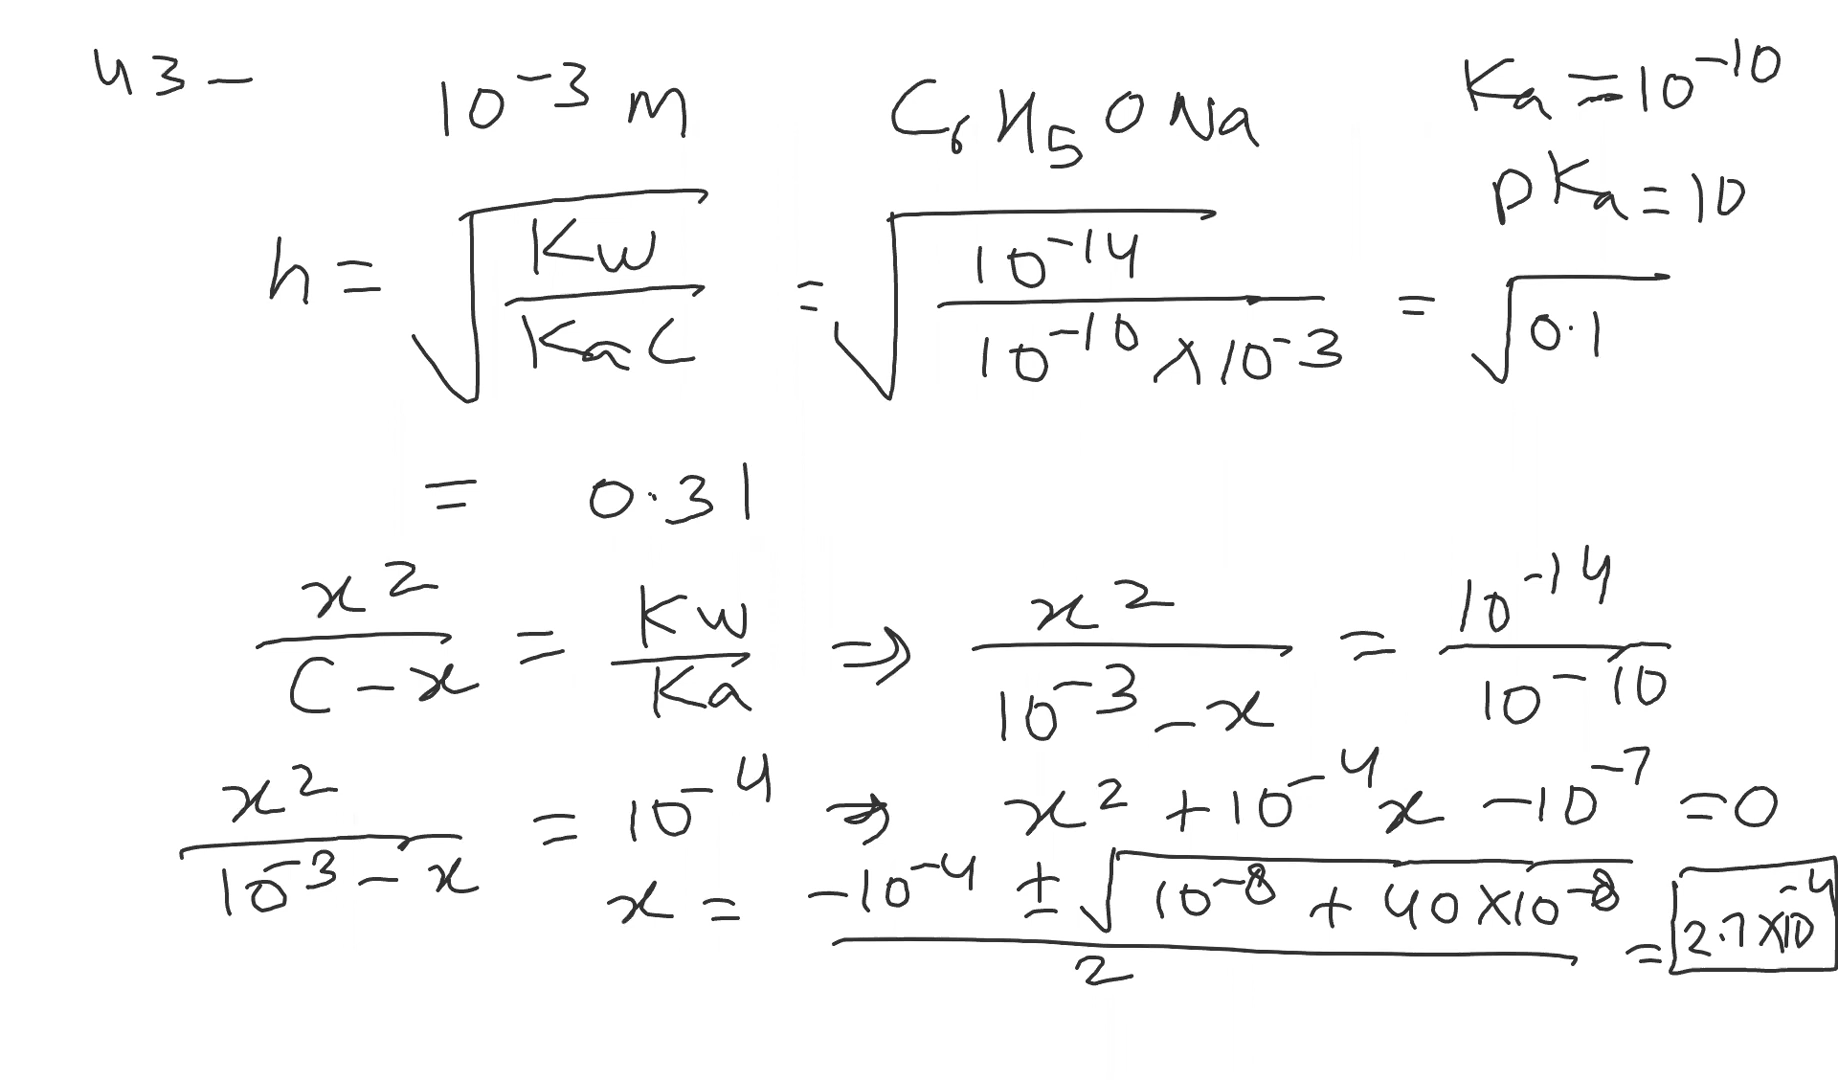 43 -
10⁻³ M C₆H₅ONa Ka = 10⁻¹⁰
pKa = 10
h = √(Kw / KaC) = √(10⁻¹⁴ / 10⁻¹⁰ × 10⁻³) = √0.1
= 0.31
x² / (C - x) = Kw / Ka ⇒ x² / (10⁻³ - x) = 10⁻¹⁴ / 10⁻¹⁰
x² / (10⁻³ - x) = 10⁻⁴ ⇒ x² + 10⁻⁴x - 10⁻⁷ = 0
x = (-10⁻⁴ ± √(10⁻⁸ + 40×10⁻⁸)) / 2 = 2.7×10⁻⁴